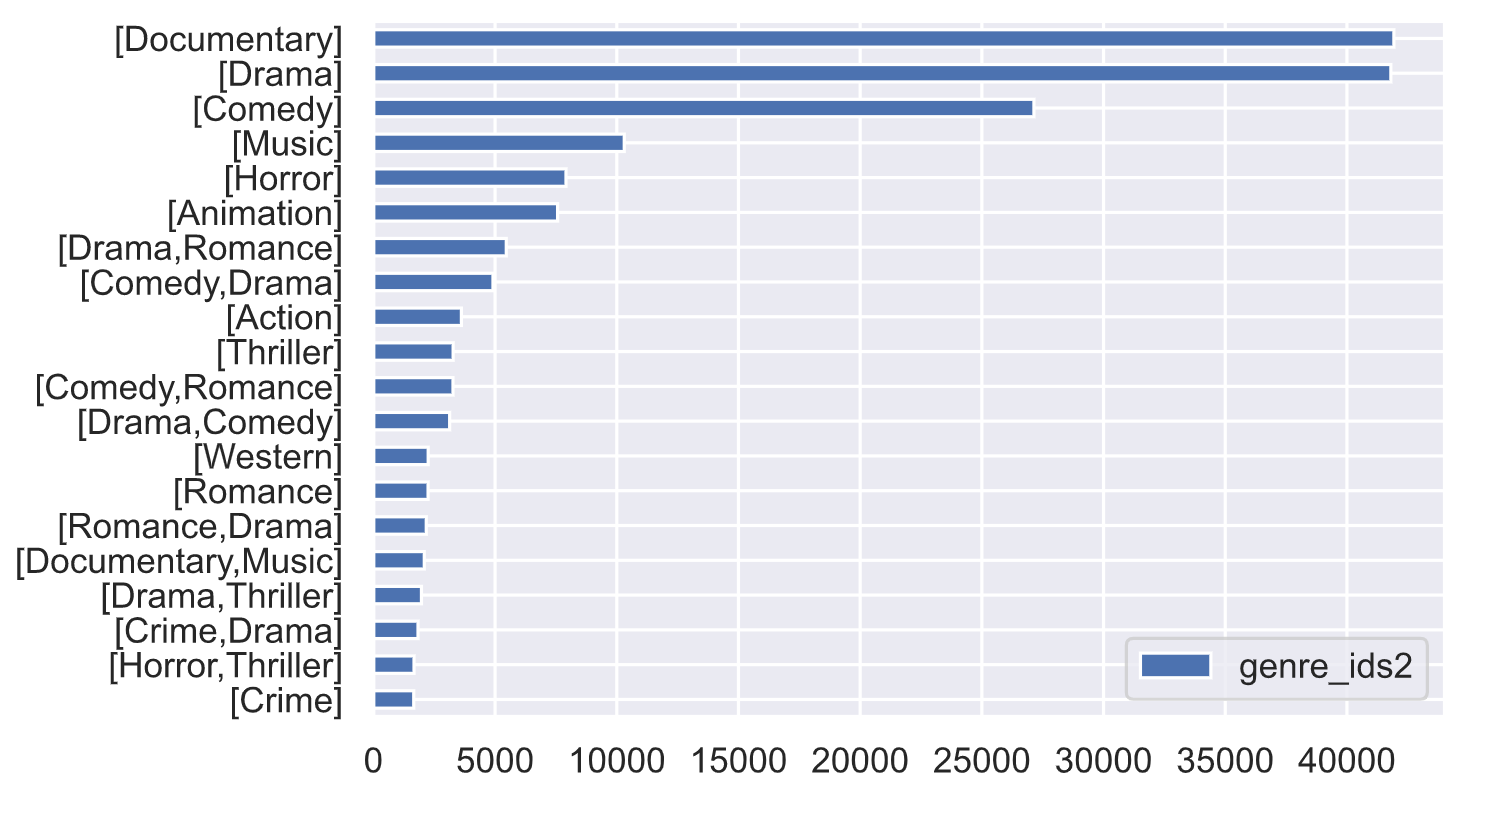 [Documentary]
[Drama]
[Comedy]
[Music]
[Horror]
[Animation]
[Drama,Romance]
[Comedy,Drama]
[Action]
[Thriller]
[Comedy,Romance]
[Drama,Comedy]
[Western]
[Romance]
[Romance,Drama]
[Documentary,Music]
[Drama,Thriller]
[Crime,Drama]
[Horror,Thriller]
[Crime]
genre_ids2
0 5000 10000 15000 20000 25000 30000 35000 40000